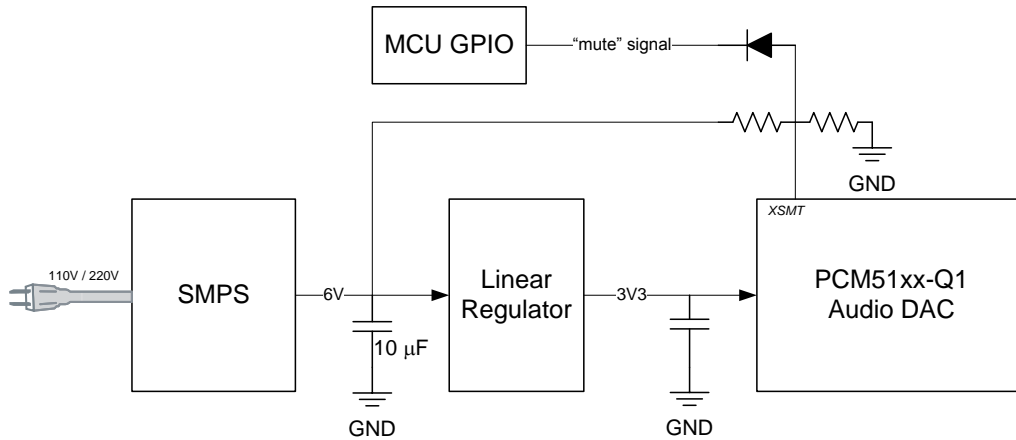 MCU GPIO
“mute” signal
GND
XSMT
110V / 220V
SMPS
6V
Linear
Regulator
3V3
PCM51xx-Q1
Audio DAC
10 μF
GND
GND